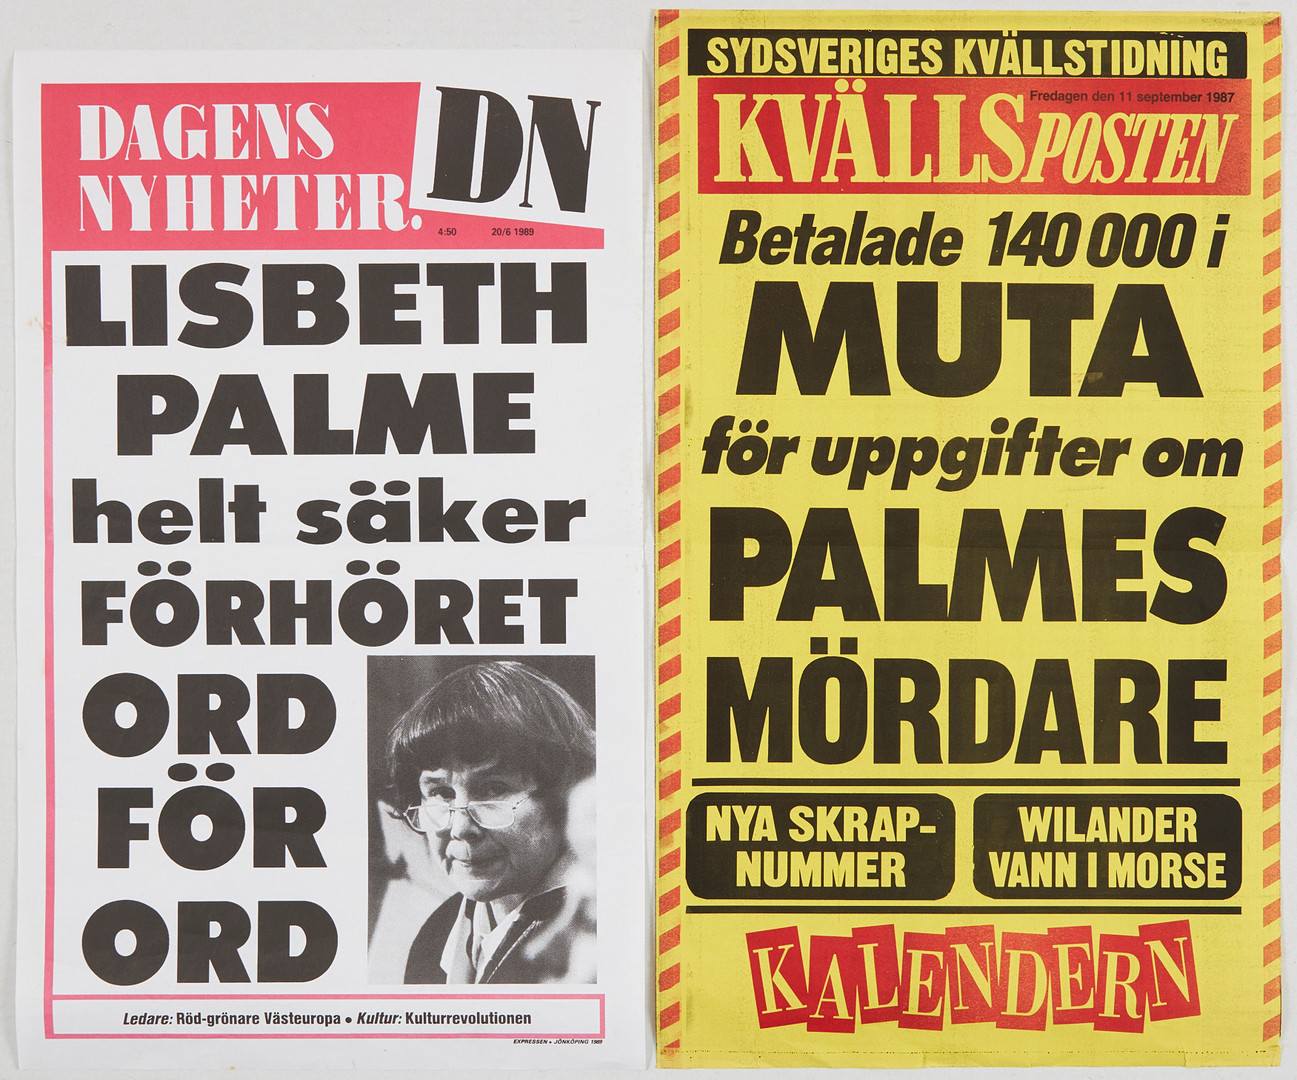 DAGENS
NYHETER.
DN
4:50 20/6 1989
LISBETH
PALME
helt säker
FÖRHÖRET
ORD
FÖR
ORD
Ledare: Röd-grönare Västeuropa • Kultur: Kulturrevolutionen
EXPRESSEN • JÖNKÖPING 1989
SYDSVERIGES KVÄLLSTIDNING
Fredagen den 11 september 1987
KVÄLLSPOSTEN
Betalade 140 000 i
MUTA
för uppgifter om
PALMES
MÖRDARE
NYA SKRAP-
NUMMER
WILANDER
VANN I MORSE
KALENDERN